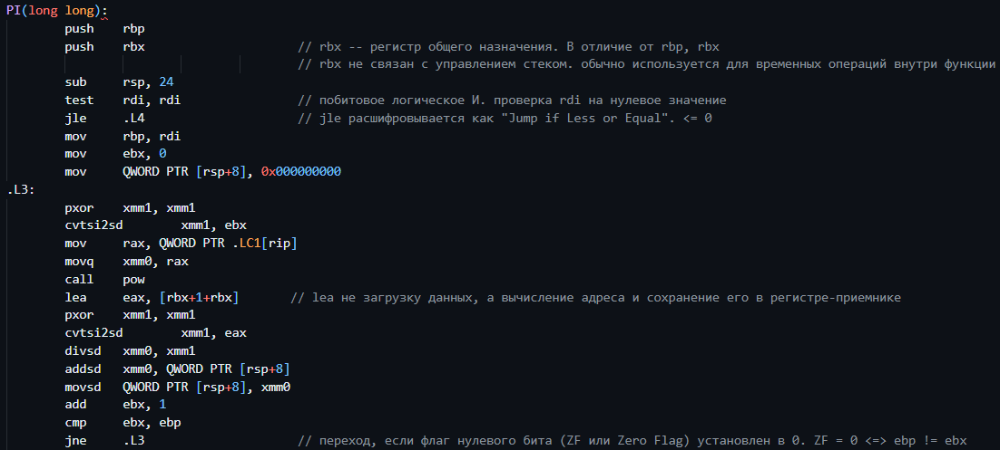 PI(long long):
push rbp
push rbx // rbx -- регистр общего назначения. В отличие от rbp, rbx
// rbx не связан с управлением стеком. обычно используется для временных операций внутри функции
sub rsp, 24
test rdi, rdi // побитовое логическое И. проверка rdi на нулевое значение
jle .L4 // jle расшифровывается как "Jump if Less or Equal". <= 0
mov rbp, rdi
mov ebx, 0
mov QWORD PTR [rsp+8], 0x000000000
.L3:
pxor xmm1, xmm1
cvtsi2sd xmm1, ebx
mov rax, QWORD PTR .LC1[rip]
movq xmm0, rax
call pow
lea eax, [rbx+1+rbx] // lea не загрузку данных, а вычисление адреса и сохранение его в регистре-приемнике
pxor xmm1, xmm1
cvtsi2sd xmm1, eax
divsd xmm0, xmm1
addsd xmm0, QWORD PTR [rsp+8]
movsd QWORD PTR [rsp+8], xmm0
add ebx, 1
cmp ebx, ebp
jne .L3 // переход, если флаг нулевого бита (ZF или Zero Flag) установлен в 0. ZF = 0 <=> ebp != ebx